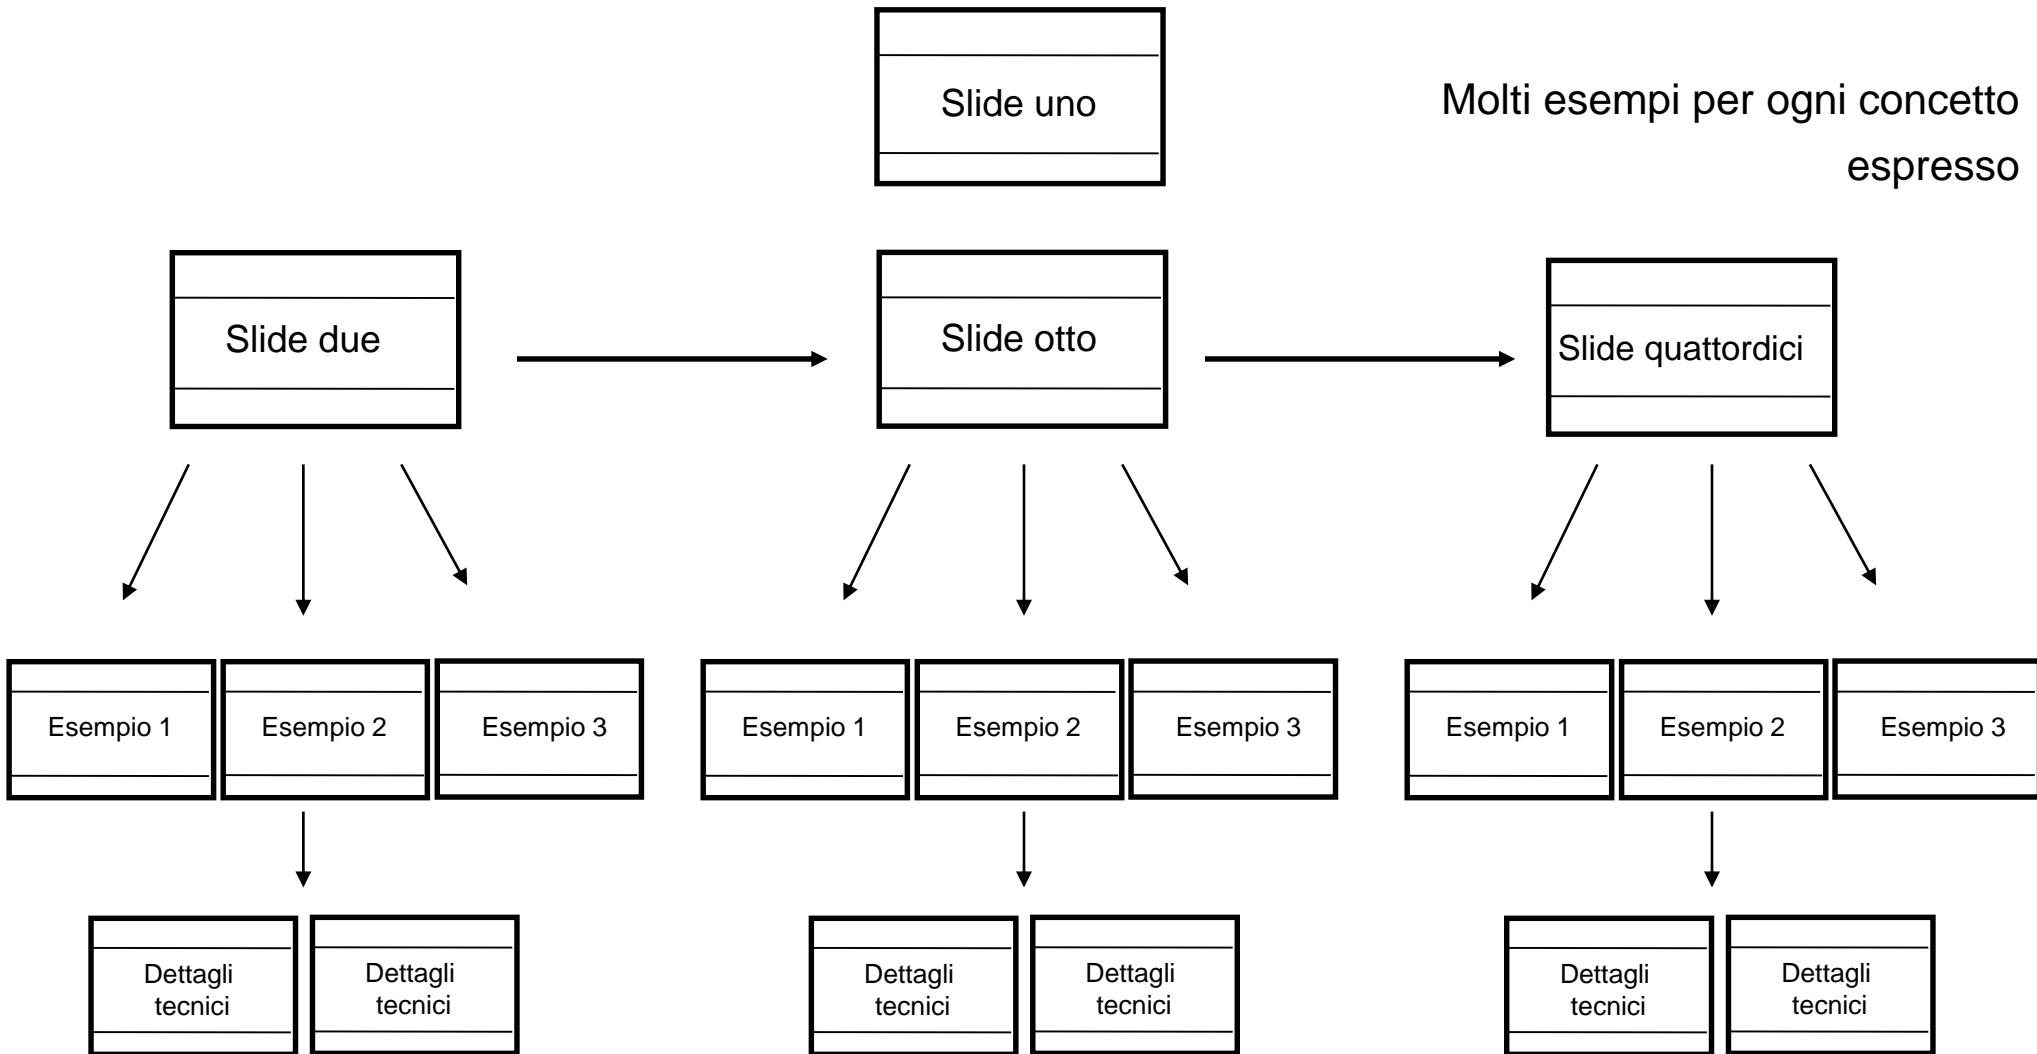 Slide uno
Molti esempi per ogni concetto
espresso
Slide due
Slide otto
Slide quattordici
Esempio 1
Esempio 2
Esempio 3
Esempio 1
Esempio 2
Esempio 3
Esempio 1
Esempio 2
Esempio 3
Dettagli
tecnici
Dettagli
tecnici
Dettagli
tecnici
Dettagli
tecnici
Dettagli
tecnici
Dettagli
tecnici